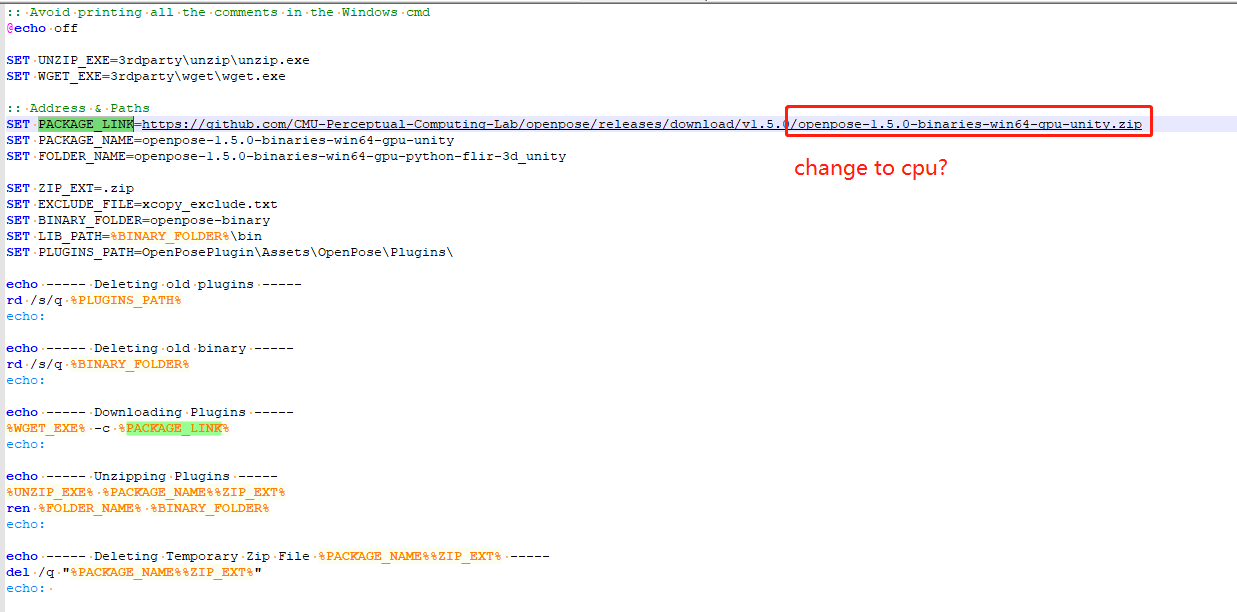 :: Avoid printing all the comments in the Windows cmd
@echo off
SET UNZIP_EXE=3rdparty\unzip\unzip.exe
SET WGET_EXE=3rdparty\wget\wget.exe
:: Address & Paths
SET PACKAGE_LINK=https://github.com/CMU-Perceptual-Computing-Lab/openpose/releases/download/v1.5.0/openpose-1.5.0-binaries-win64-gpu-unity.zip
SET PACKAGE_NAME=openpose-1.5.0-binaries-win64-gpu-unity
SET FOLDER_NAME=openpose-1.5.0-binaries-win64-gpu-python-flir-3d_unity
change to cpu?
SET ZIP_EXT=.zip
SET EXCLUDE_FILE=xcopy_exclude.txt
SET BINARY_FOLDER=openpose-binary
SET LIB_PATH=%BINARY_FOLDER%\bin
SET PLUGINS_PATH=OpenPosePlugin\Assets\OpenPose\Plugins\
echo ----- Deleting old plugins -----
rd /s/q %PLUGINS_PATH%
echo:
echo ----- Deleting old binary -----
rd /s/q %BINARY_FOLDER%
echo:
echo ----- Downloading Plugins -----
%WGET_EXE% -c %PACKAGE_LINK%
echo:
echo ----- Unzipping Plugins -----
%UNZIP_EXE% %PACKAGE_NAME%%ZIP_EXT%
ren %FOLDER_NAME% %BINARY_FOLDER%
echo:
echo ----- Deleting Temporary Zip File %PACKAGE_NAME%%ZIP_EXT% -----
del /q "%PACKAGE_NAME%%ZIP_EXT%"
echo: